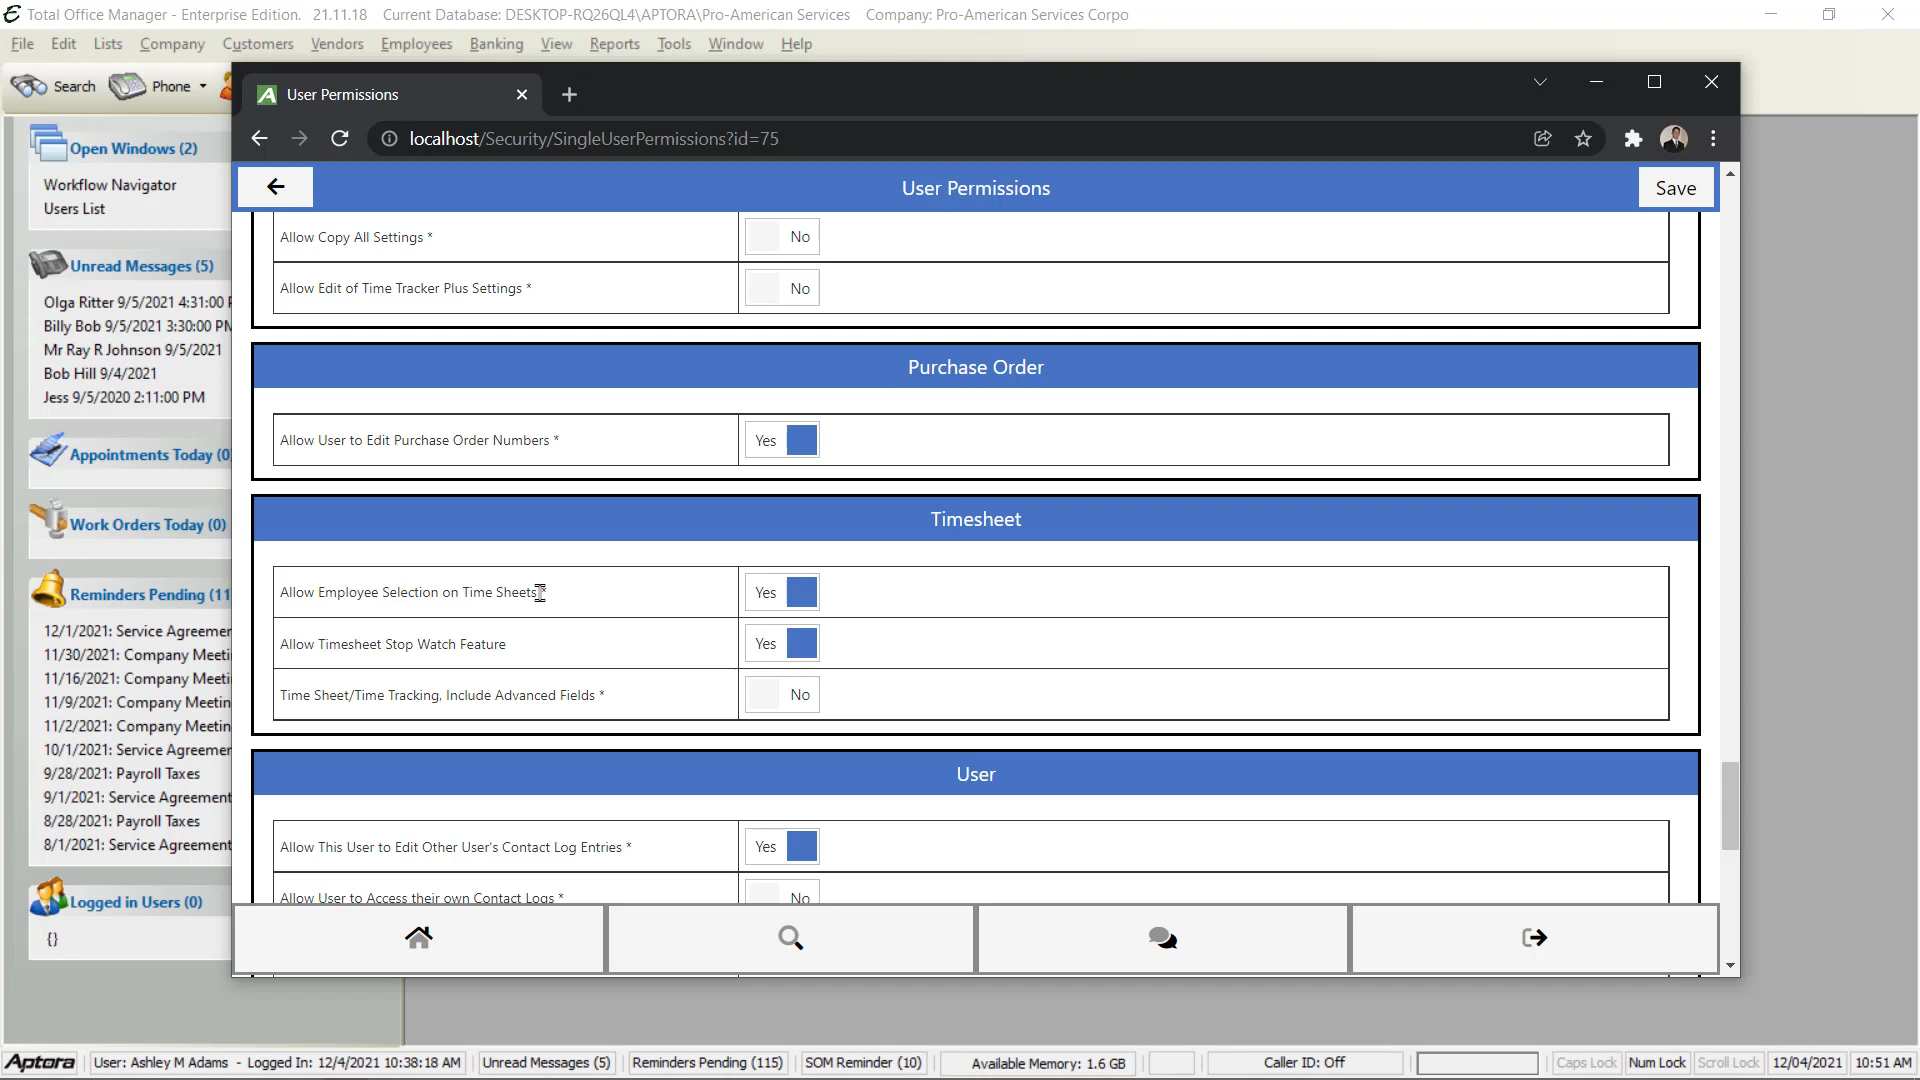 Total Office Manager - Enterprise Edition. 21.11.18 Current Database: DESKTOP-RQ26QL4\APTORA\Pro-American Services Company: Pro-American Services Corpo
File Edit Lists Company Customers Vendors Employees Banking View Reports Tools Window Help
Search Phone
User Permissions
localhost/Security/SingleUserPermissions?id=75
User Permissions
Save
Open Windows (2)
Workflow Navigator
Users List
Unread Messages (5)
Olga Ritter 9/5/2021 4:31:00
Billy Bob 9/5/2021 3:30:00 PM
Mr Ray R Johnson 9/5/2021
Bob Hill 9/4/2021
Jess 9/5/2020 2:11:00 PM
Appointments Today (0
Work Orders Today (0)
Reminders Pending (11
12/1/2021: Service Agreemer
11/30/2021: Company Meeti
11/16/2021: Company Meetin
11/9/2021: Company Meetin
11/2/2021: Company Meetin
10/1/2021: Service Agreemer
9/28/2021: Payroll Taxes
9/1/2021: Service Agreement
8/28/2021: Payroll Taxes
8/1/2021: Service Agreement
Logged in Users (0)
{}
Allow Copy All Settings * No
Allow Edit of Time Tracker Plus Settings * No
Purchase Order
Allow User to Edit Purchase Order Numbers * Yes
Timesheet
Allow Employee Selection on Time Sheets * Yes
Allow Timesheet Stop Watch Feature Yes
Time Sheet/Time Tracking, Include Advanced Fields * No
User
Allow This User to Edit Other User's Contact Log Entries * Yes
Allow User to Access their own Contact Logs * No
Aptora User: Ashley M Adams - Logged In: 12/4/2021 10:38:18 AM Unread Messages (5) Reminders Pending (115) SOM Reminder (10) Available Memory: 1.6 GB Caller ID: Off Caps Lock Num Lock Scroll Lock 12/04/2021 10:51 AM